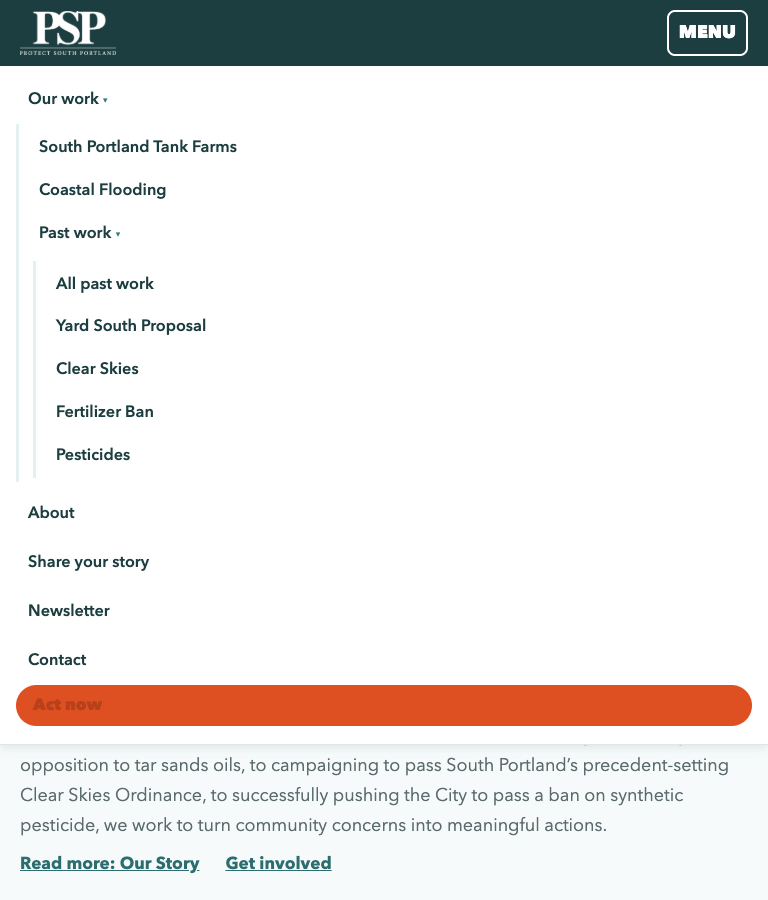 PSP
PROTECT SOUTH PORTLAND
MENU
Our work ▾
South Portland Tank Farms
Coastal Flooding
Past work ▾
All past work
Yard South Proposal
Clear Skies
Fertilizer Ban
Pesticides
About
Share your story
Newsletter
Contact
Act now
opposition to tar sands oils, to campaigning to pass South Portland’s precedent-setting
Clear Skies Ordinance, to successfully pushing the City to pass a ban on synthetic
pesticide, we work to turn community concerns into meaningful actions.
Read more: Our Story Get involved